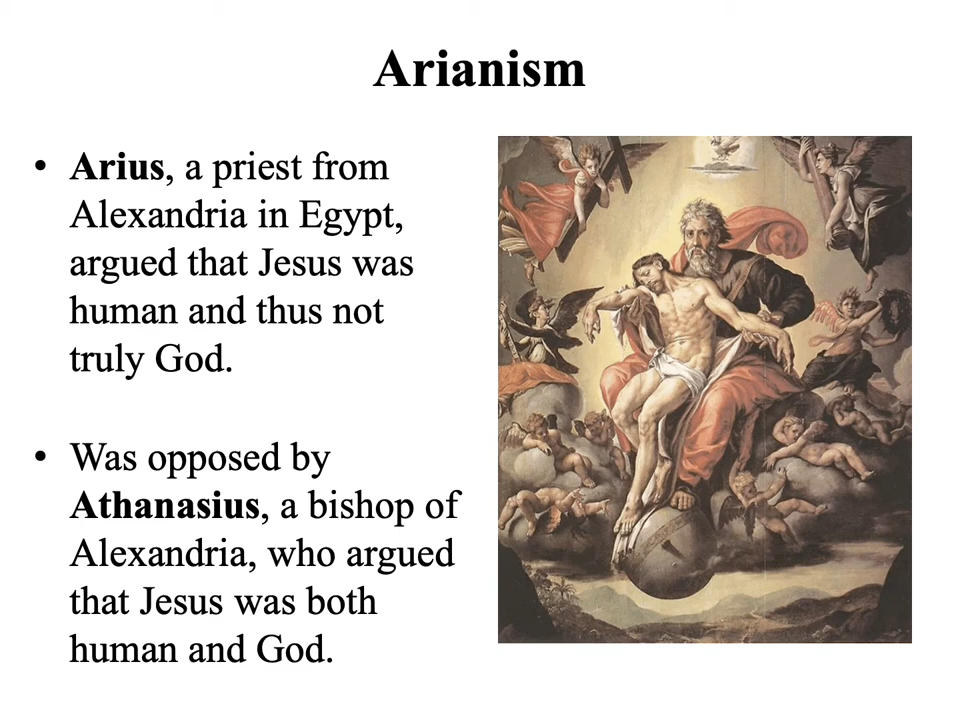 Arianism
• Arius, a priest from
Alexandria in Egypt,
argued that Jesus was
human and thus not
truly God.
• Was opposed by
Athanasius, a bishop of
Alexandria, who argued
that Jesus was both
human and God.